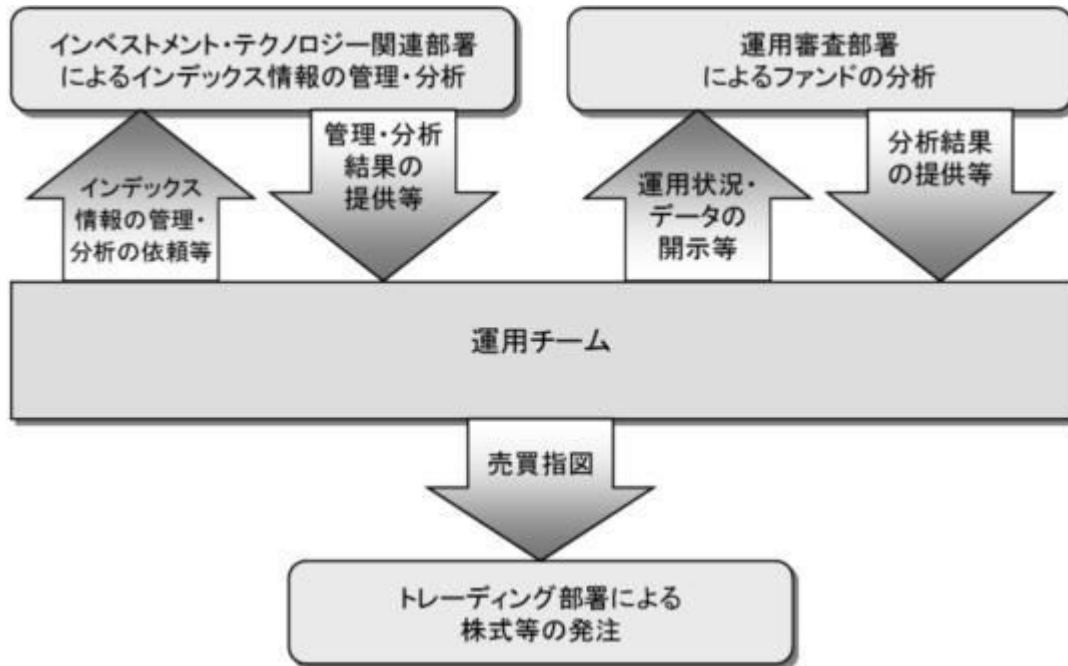 インベストメント・テクノロジー関連部署
によるインデックス情報の管理・分析
運用審査部署
によるファンドの分析
インデックス
情報の管理・
分析の依頼等
管理・分析
結果の
提供等
運用状況・
データの
開示等
分析結果
の提供等
運用チーム
売買指図
トレーディング部署による
株式等の発注